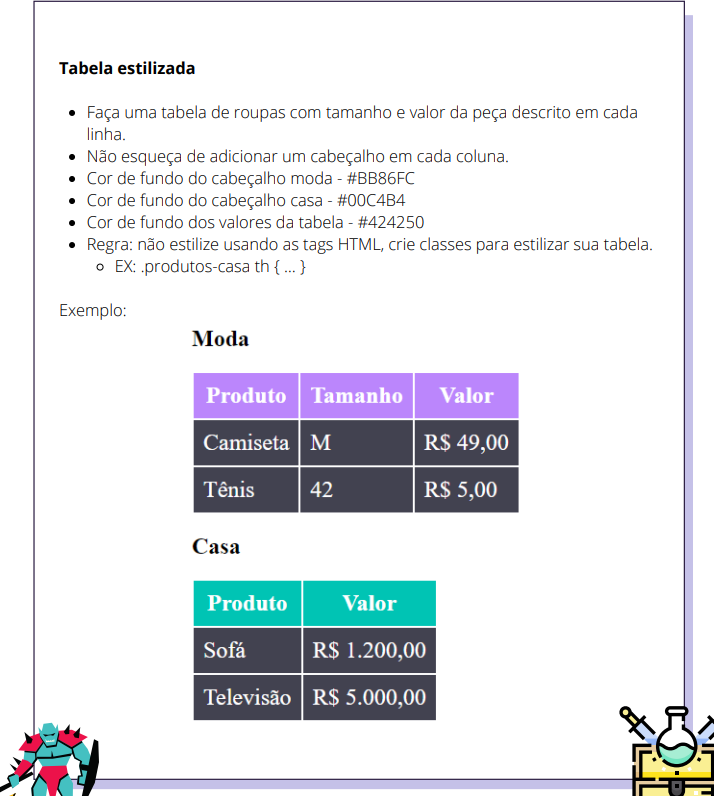 Tabela estilizada
Faça uma tabela de roupas com tamanho e valor da peça descrito em cada
linha.
Não esqueça de adicionar um cabeçalho em cada coluna.
Cor de fundo do cabeçalho moda - #BB86FC
Cor de fundo do cabeçalho casa - #00C4B4
Cor de fundo dos valores da tabela - #424250
Regra: não estilize usando as tags HTML, crie classes para estilizar sua tabela.
EX: .produtos-casa th { ... }
Exemplo:
Moda
Produto Tamanho Valor
Camiseta M R$ 49,00
Tênis 42 R$ 5,00
Casa
Produto Valor
Sofá R$ 1.200,00
Televisão R$ 5.000,00